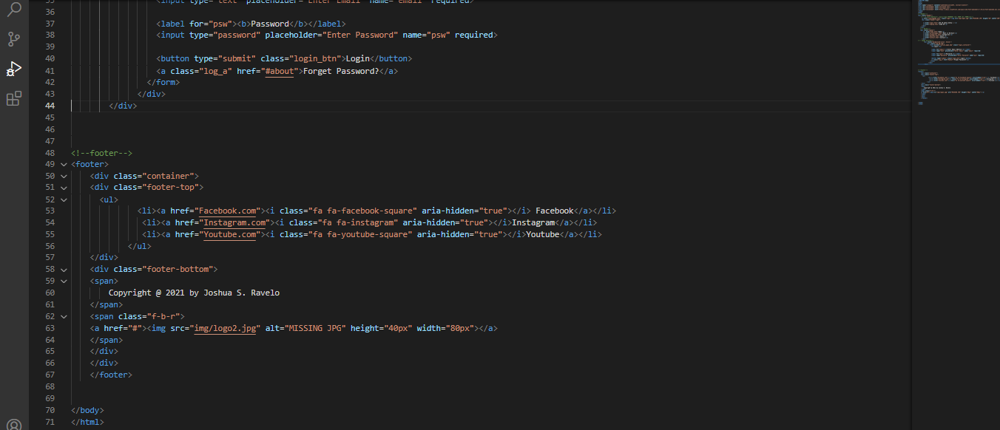 35 <input type="text" placeholder="Enter Email" name="email" required>
36
37 <label for="psw"><b>Password</b></label>
38 <input type="password" placeholder="Enter Password" name="psw" required>
39
40 <button type="submit" class="login_btn">Login</button>
41 <a class="log_a" href="#about">Forget Password?</a>
42 </form>
43 </div>
44 </div>
45
46
47
48 <!--footer-->
49 <footer>
50 <div class="container">
51 <div class="footer-top">
52 <ul>
53 <li><a href="Facebook.com"><i class="fa fa-facebook-square" aria-hidden="true"></i> Facebook</a></li>
54 <li><a href="Instagram.com"><i class="fa fa-instagram" aria-hidden="true"></i>Instagram</a></li>
55 <li><a href="Youtube.com"><i class="fa fa-youtube-square" aria-hidden="true"></i>Youtube</a></li>
56 </ul>
57 </div>
58 <div class="footer-bottom">
59 <span>
60 Copyright @ 2021 by Joshua S. Ravelo
61 </span>
62 <span class="f-b-r">
63 <a href="#"><img src="img/logo2.jpg" alt="MISSING JPG" height="40px" width="80px"></a>
64 </span>
65 </div>
66 </div>
67 </footer>
68
69
70 </body>
71 </html>